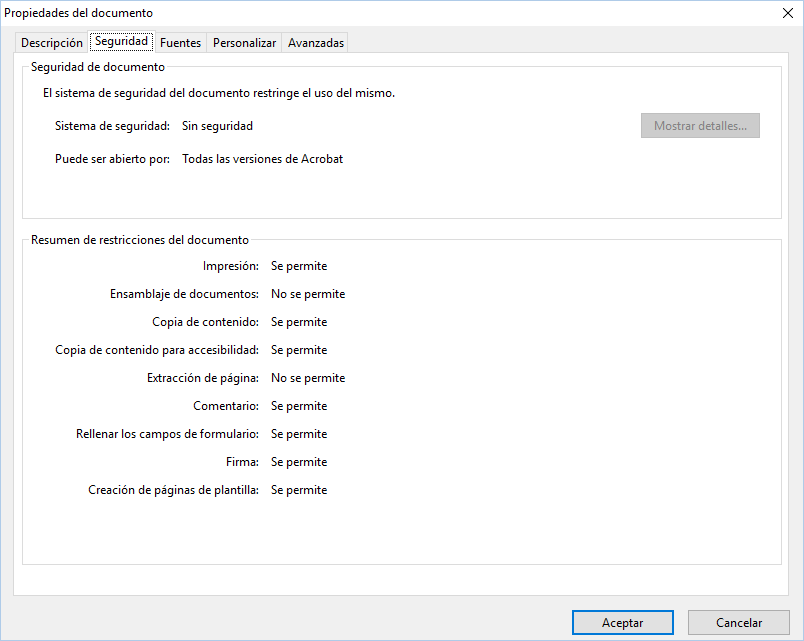 Propiedades del documento
Descripción Seguridad Fuentes Personalizar Avanzadas
Seguridad de documento
El sistema de seguridad del documento restringe el uso del mismo.
Sistema de seguridad: Sin seguridad Mostrar detalles...
Puede ser abierto por: Todas las versiones de Acrobat
Resumen de restricciones del documento
Impresión: Se permite
Ensamblaje de documentos: No se permite
Copia de contenido: Se permite
Copia de contenido para accesibilidad: Se permite
Extracción de página: No se permite
Comentario: Se permite
Rellenar los campos de formulario: Se permite
Firma: Se permite
Creación de páginas de plantilla: Se permite
Aceptar Cancelar